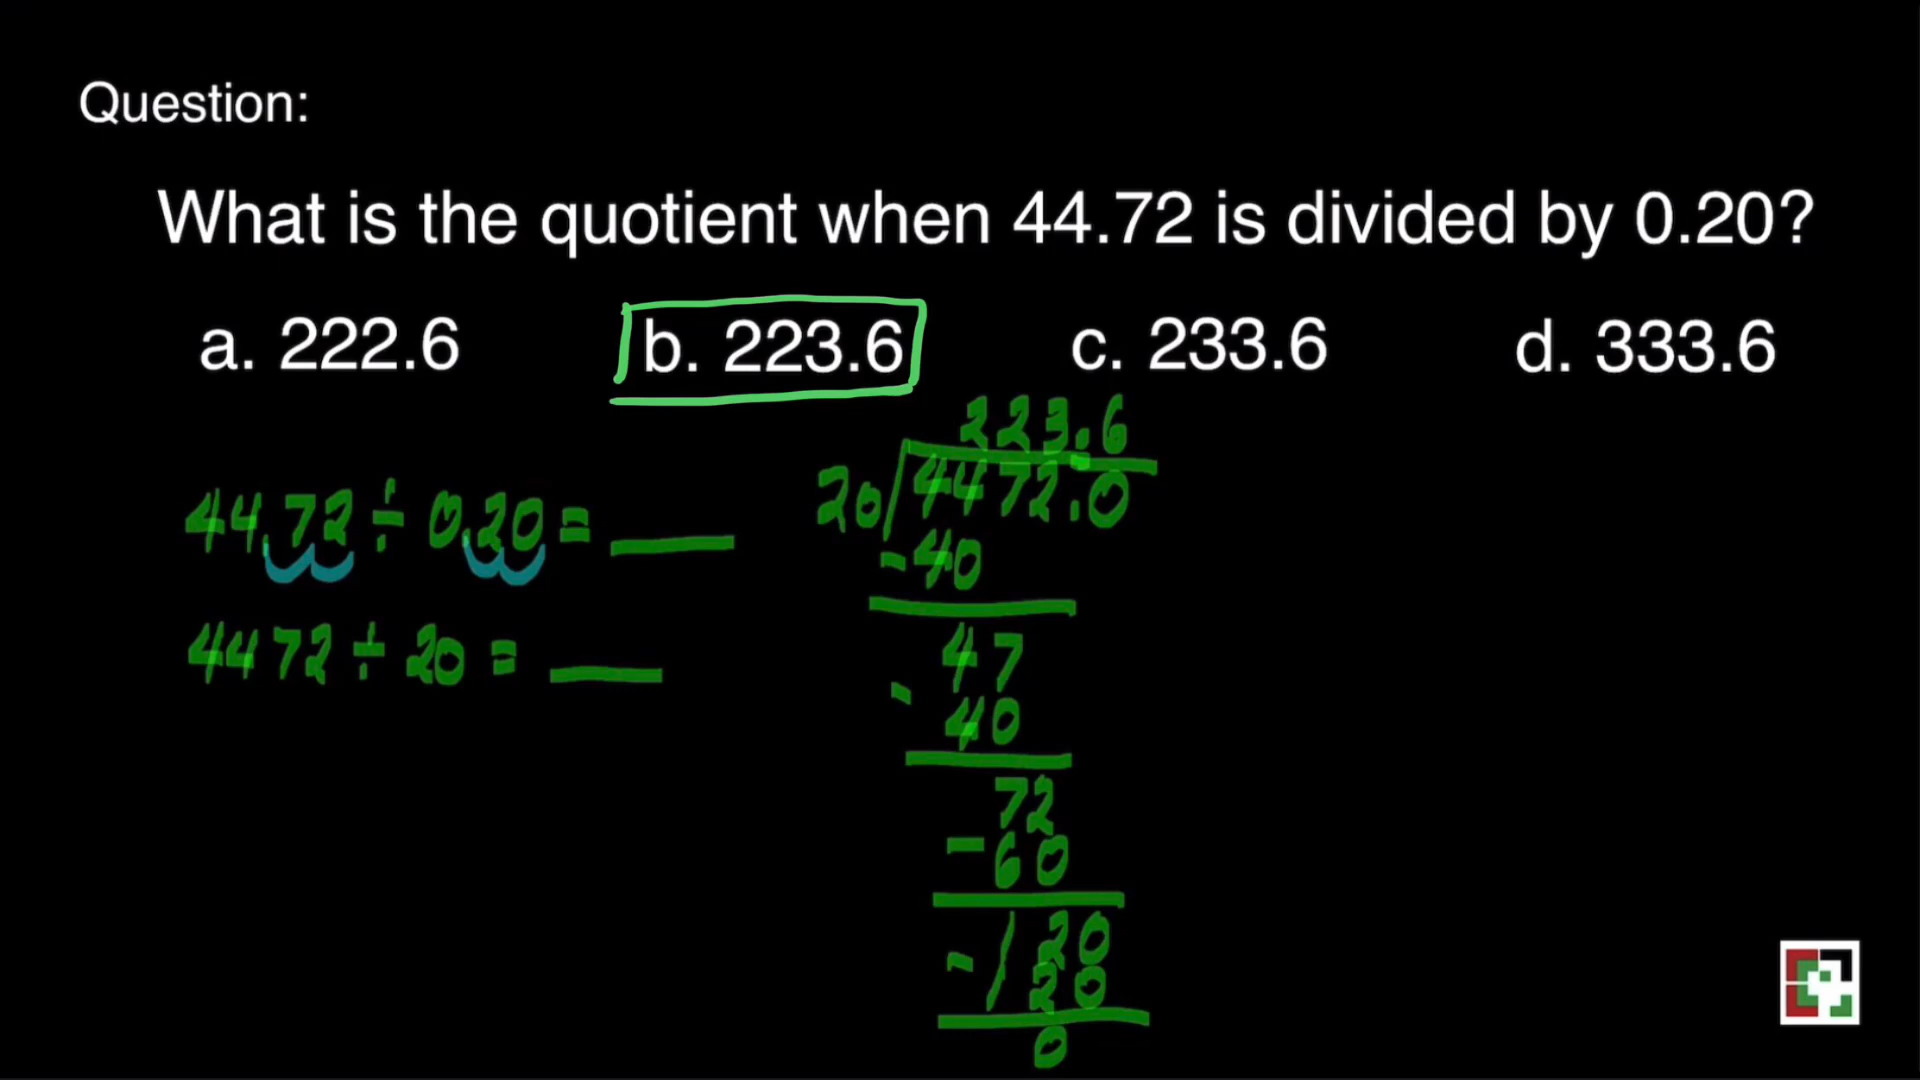 Question:
What is the quotient when 44.72 is divided by 0.20?
a. 222.6 b. 223.6 c. 233.6 d. 333.6
44.72 ÷ 0.20 = ____
4472 ÷ 20 = ____
223.6
20 4472.0
- 40
47
- 40
72
- 60
120
- 120
0